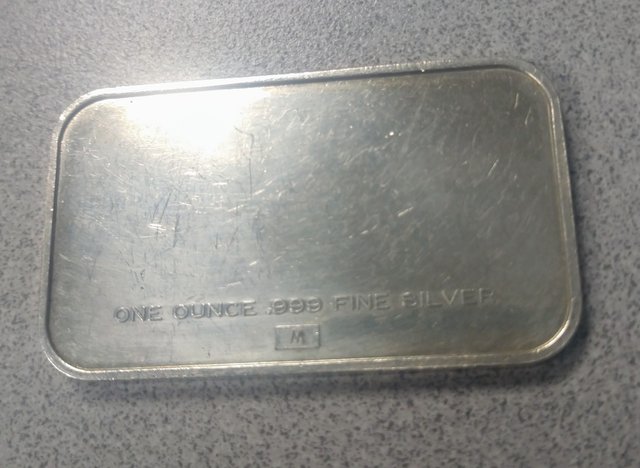 ONE OUNCE .999 FINE SILVER
M